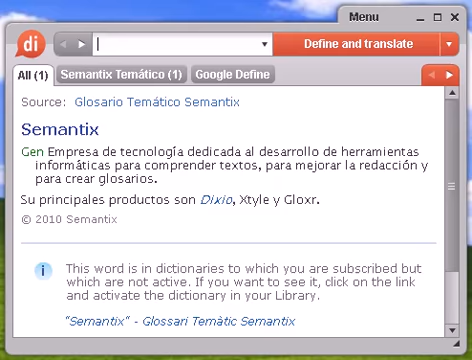 Menu
di
Define and translate
All (1) Semantix Temático (1) Google Define
Source: Glosario Temático Semantix
Semantix
Gen Empresa de tecnología dedicada al desarrollo de herramientas
informáticas para comprender textos, para mejorar la redacción y
para crear glosarios.
Su principales productos son Dixio, Xtyle y Gloxr.
© 2010 Semantix
i
This word is in dictionaries to which you are subscribed but
which are not active. If you want to see it, click on the link
and activate the dictionary in your Library.
"Semantix" - Glossari Temàtic Semantix